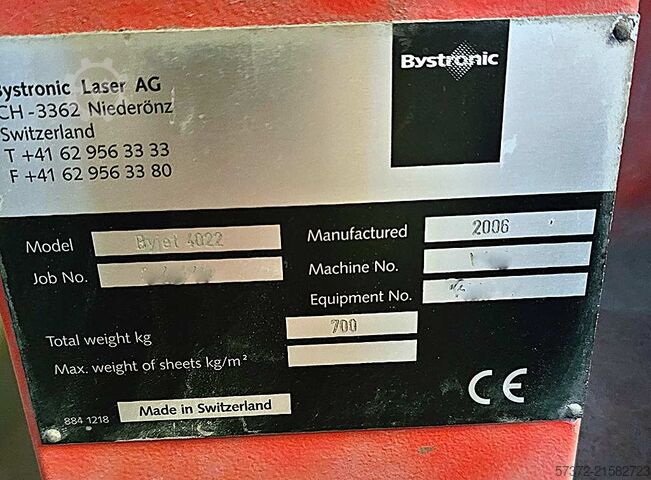 Bystronic
Bystronic Laser AG
CH-3362 Niederönz
Switzerland
T +41 62 956 33 33
F +41 62 956 33 80
Model Byjet 4022
Manufactured 2006
Job No.
Machine No.
Equipment No.
Total weight kg 700
Max. weight of sheets kg/m²
884 1218
Made in Switzerland
CE
57372-21582723